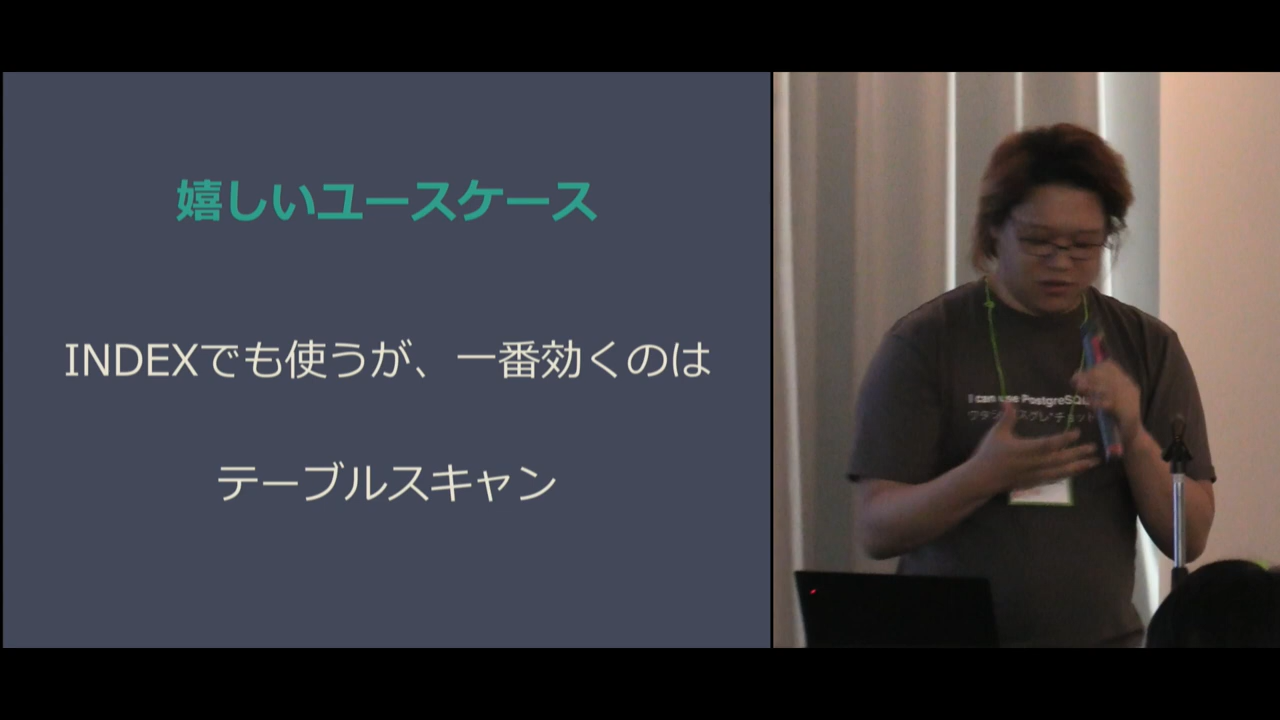 嬉しいユースケース
INDEXでも使うが、一番効くのは
テーブルスキャン
I can use PostgreSQL